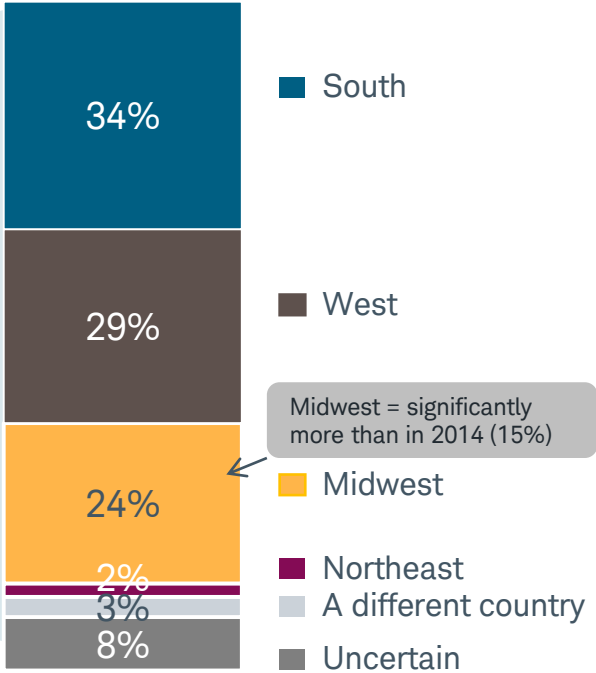 34%
South
29%
West
Midwest = significantly
more than in 2014 (15%)
24%
Midwest
2%
Northeast
3%
A different country
8%
Uncertain